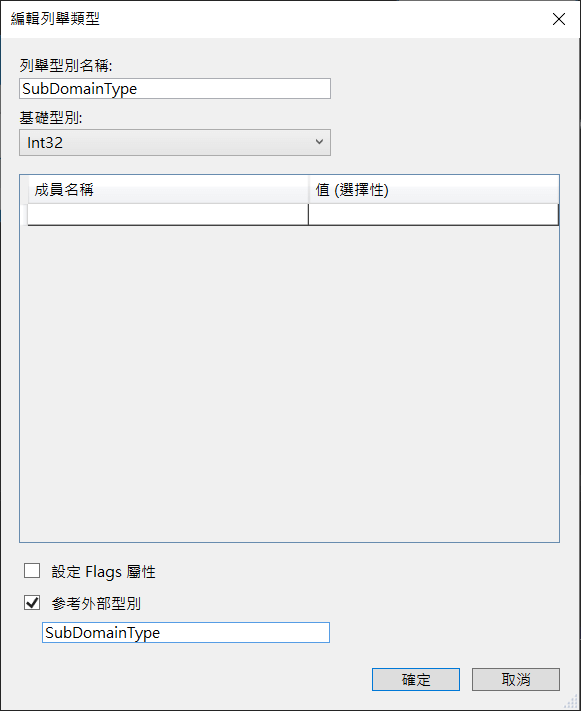 編輯列舉類型
列舉型別名稱:
SubDomainType
基礎型別:
Int32
成員名稱 值 (選擇性)
設定 Flags 屬性
參考外部型別
SubDomainType
確定 取消